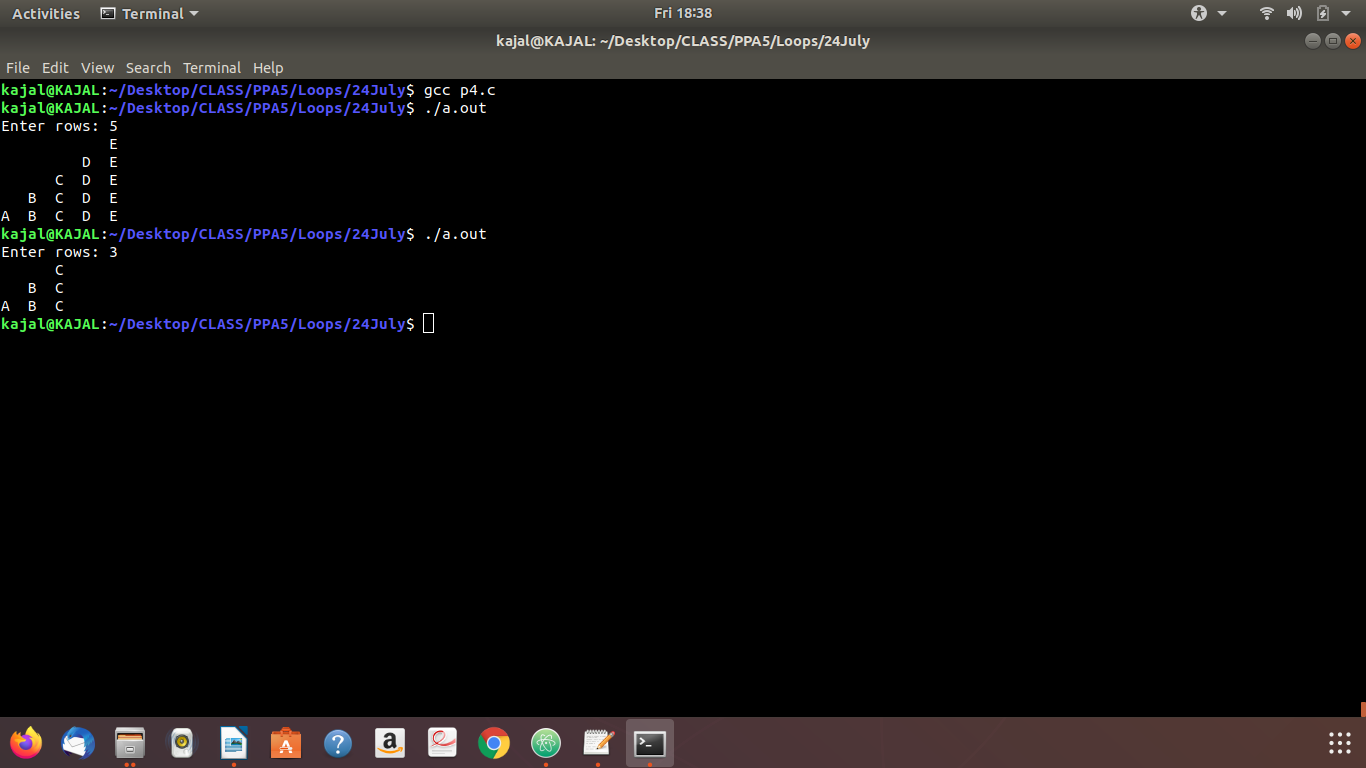 Activities Terminal Fri 18:38
kajal@KAJAL: ~/Desktop/CLASS/PPA5/Loops/24July
File Edit View Search Terminal Help
kajal@KAJAL:~/Desktop/CLASS/PPA5/Loops/24July$ gcc p4.c
kajal@KAJAL:~/Desktop/CLASS/PPA5/Loops/24July$ ./a.out
Enter rows: 5
            E
         D  E
      C  D  E
   B  C  D  E
A  B  C  D  E
kajal@KAJAL:~/Desktop/CLASS/PPA5/Loops/24July$ ./a.out
Enter rows: 3
      C
   B  C
A  B  C
kajal@KAJAL:~/Desktop/CLASS/PPA5/Loops/24July$